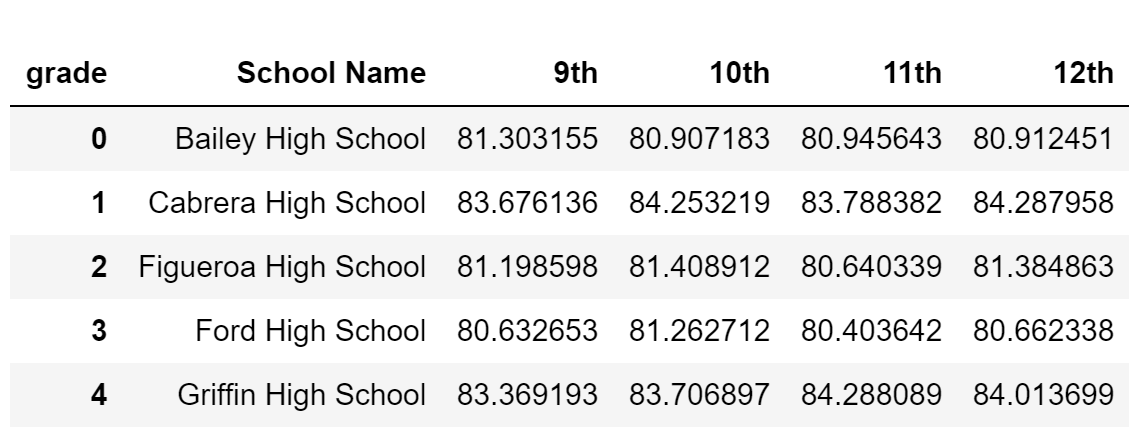 grade School Name 9th 10th 11th 12th
0 Bailey High School 81.303155 80.907183 80.945643 80.912451
1 Cabrera High School 83.676136 84.253219 83.788382 84.287958
2 Figueroa High School 81.198598 81.408912 80.640339 81.384863
3 Ford High School 80.632653 81.262712 80.403642 80.662338
4 Griffin High School 83.369193 83.706897 84.288089 84.013699